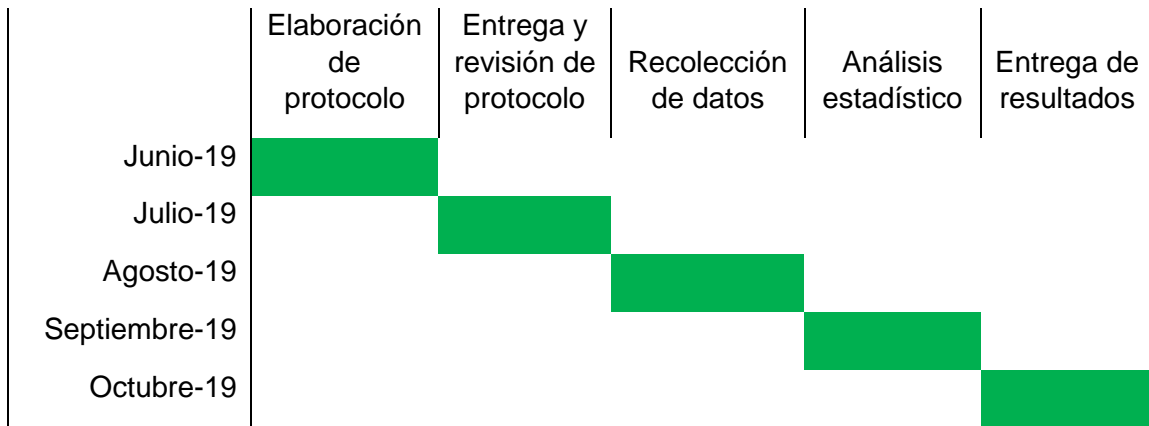 Elaboración
de
protocolo
Entrega y
revisión de
protocolo
Recolección
de datos
Análisis
estadístico
Entrega de
resultados
Junio-19
Julio-19
Agosto-19
Septiembre-19
Octubre-19